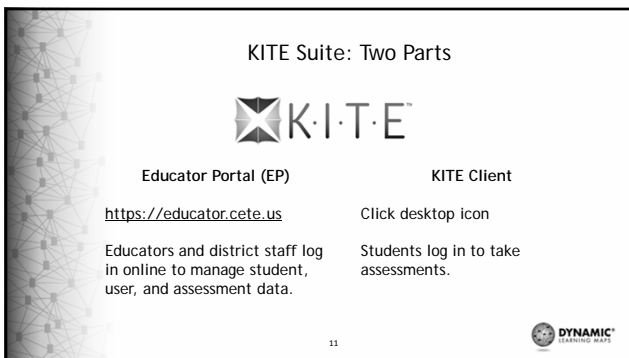 KITE Suite: Two Parts
K·I·T·E™
Educator Portal (EP)
https://educator.cete.us
Educators and district staff log
in online to manage student,
user, and assessment data.
KITE Client
Click desktop icon
Students log in to take
assessments.
11
DYNAMIC®
LEARNING MAPS